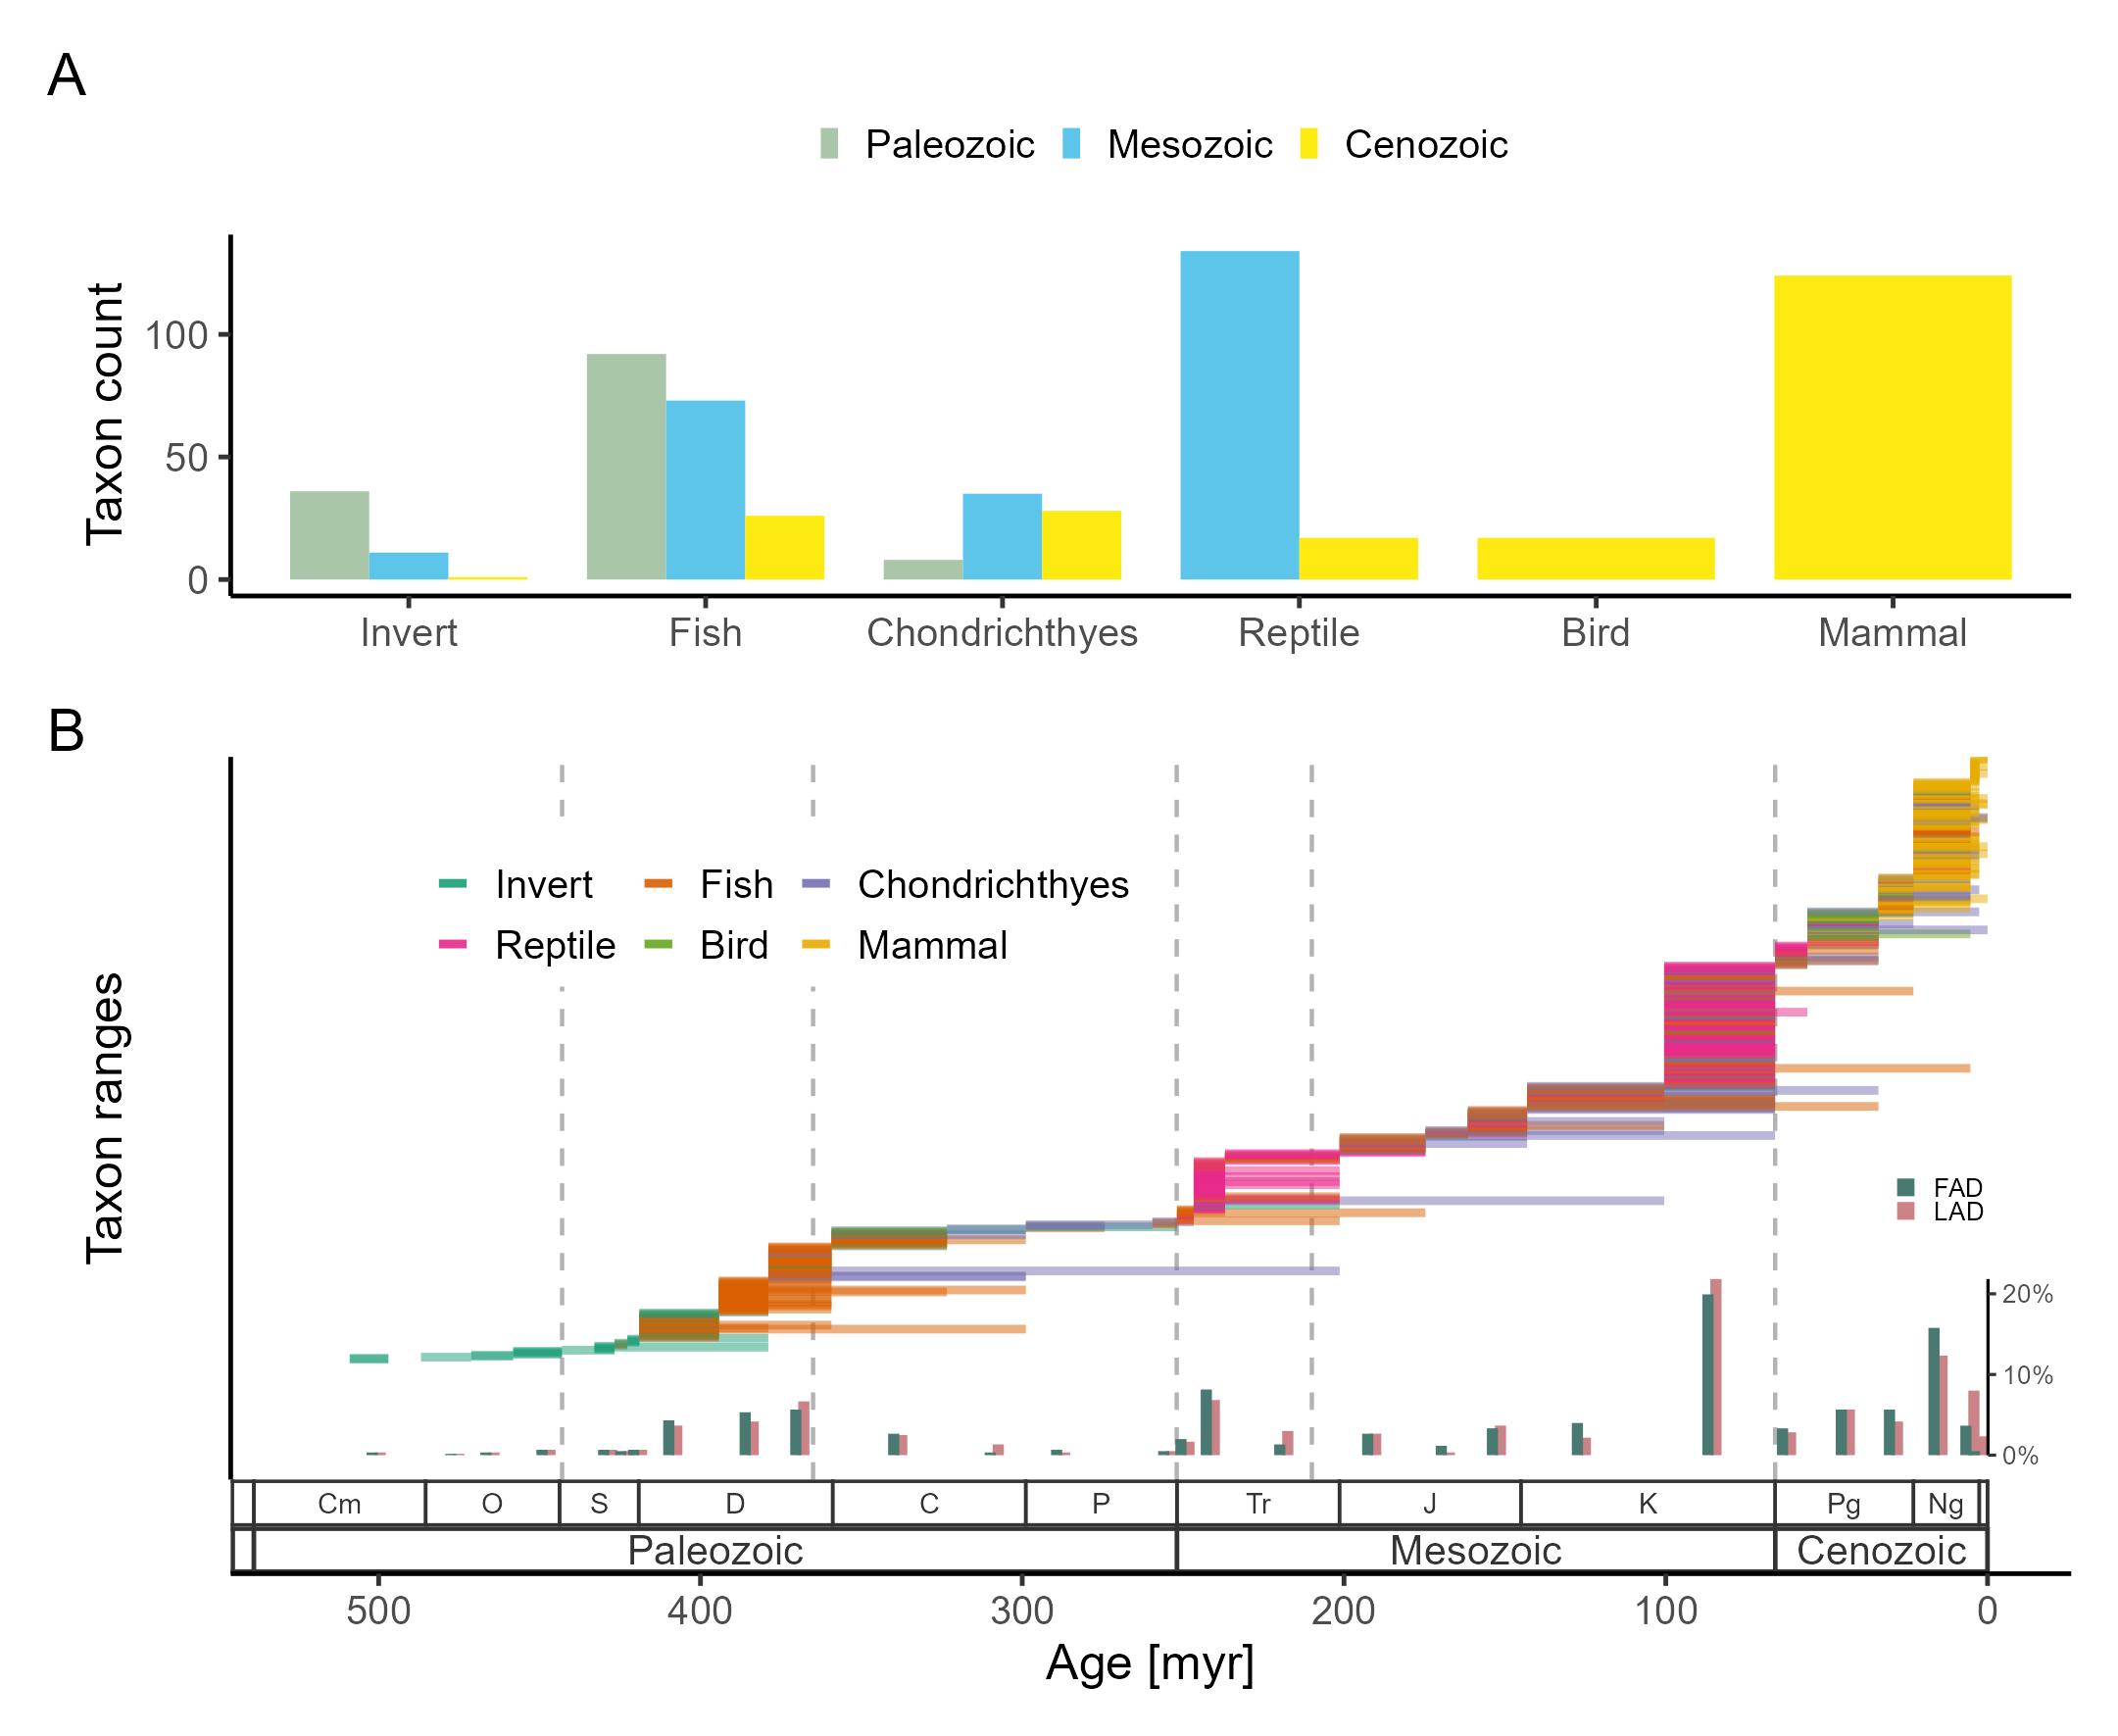 A
Paleozoic Mesozoic Cenozoic
Taxon count
100
50
0
Invert Fish Chondrichthyes Reptile Bird Mammal
B
Taxon ranges
Invert Fish Chondrichthyes
Reptile Bird Mammal
FAD
LAD
20%
10%
0%
Cm O S D C P Tr J K Pg Ng
Paleozoic Mesozoic Cenozoic
500 400 300 200 100 0
Age [myr]